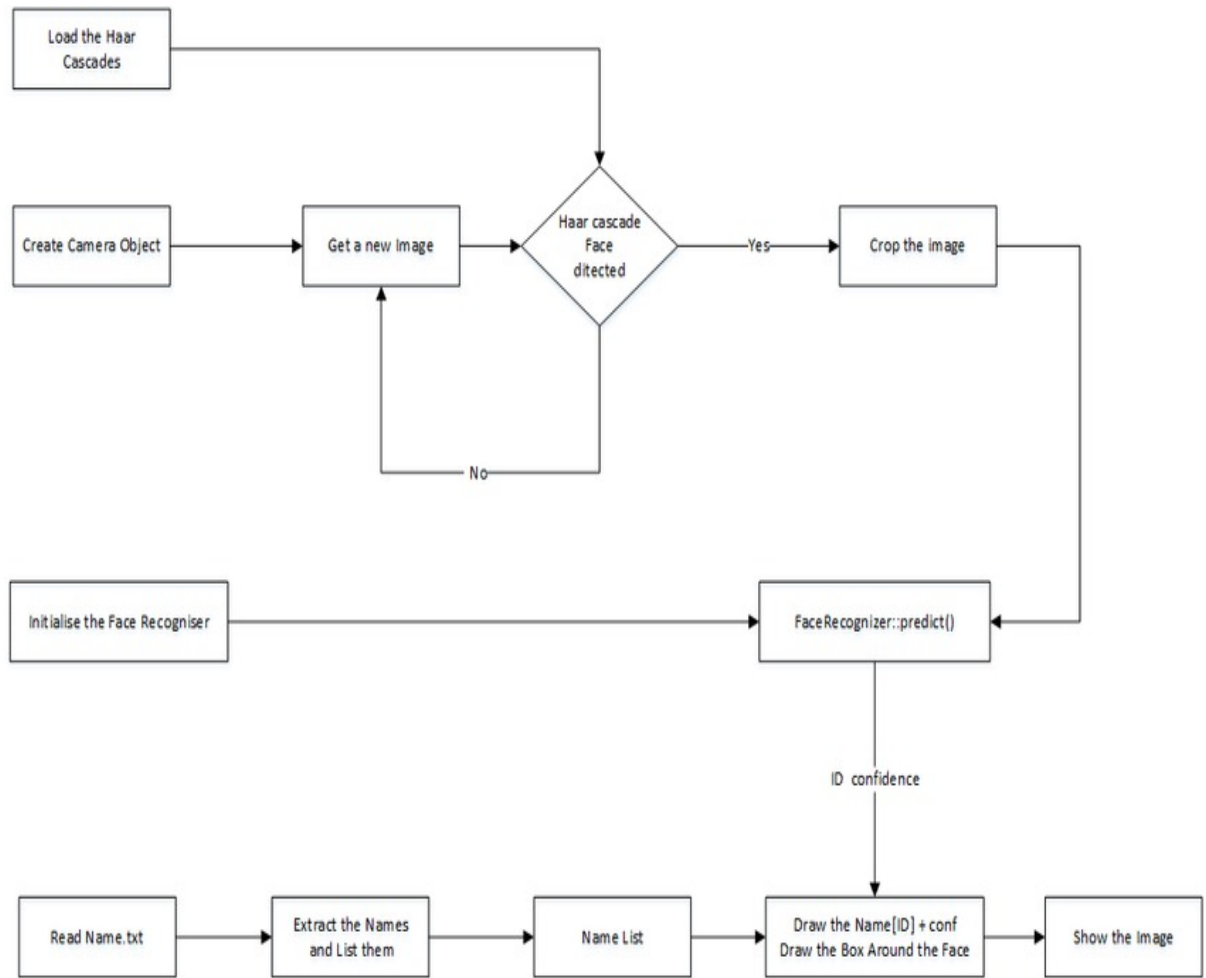 Load the Haar
Cascades
Create Camera Object
Get a new Image
Haar cascade
Face
ditected
Yes
Crop the image
No
Initialise the Face Recogniser
FaceRecognizer::predict()
ID confidence
Read Name.txt
Extract the Names
and List them
Name List
Draw the Name[ID] + conf
Draw the Box Around the Face
Show the Image